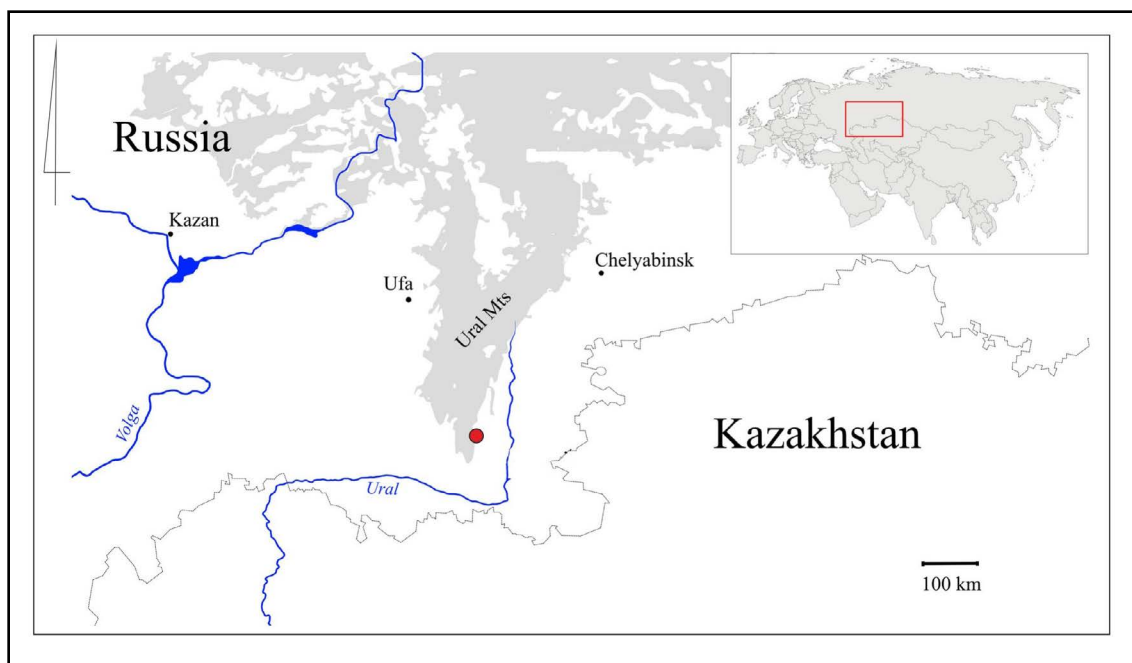 Russia
Kazan
Chelyabinsk
Ufa
Ural Mts
Volga
Kazakhstan
Ural
100 km